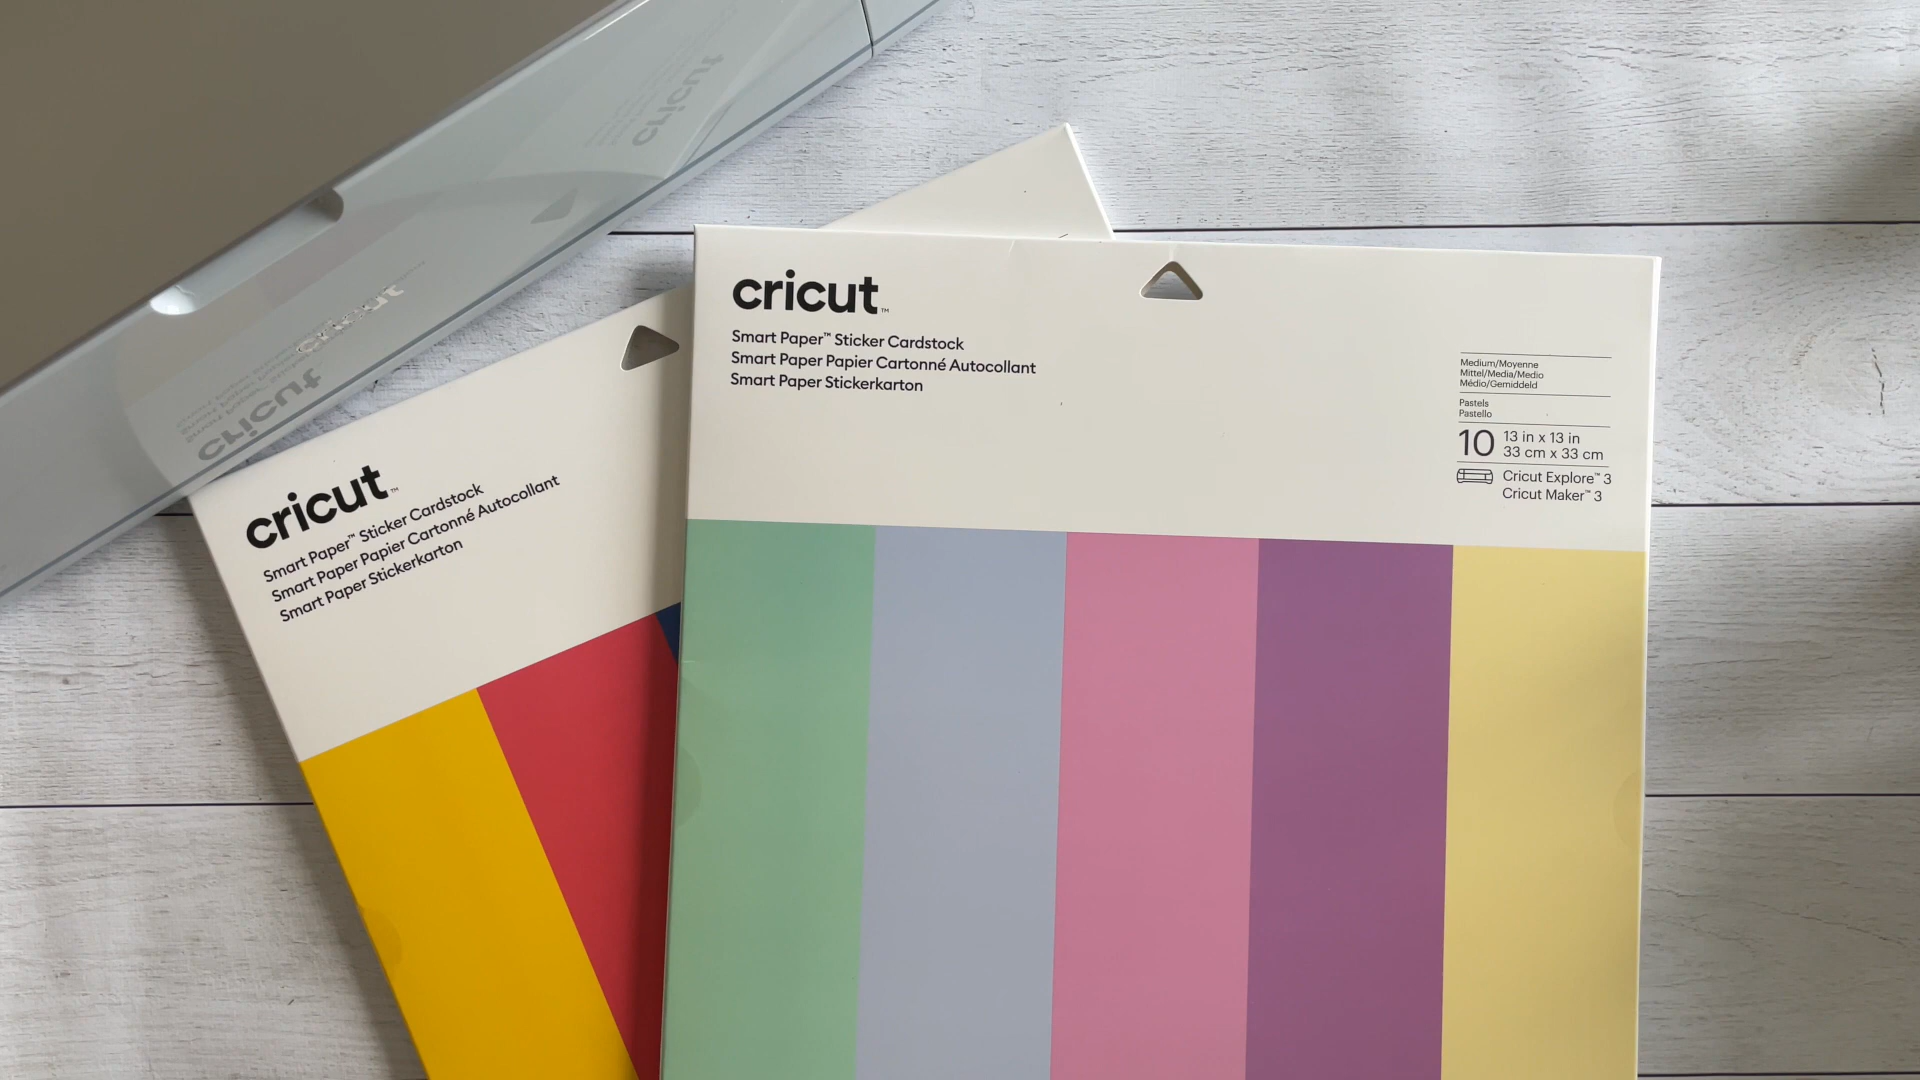 cricut™
Smart Paper™ Sticker Cardstock
Smart Paper Papier Cartonné Autocollant
Smart Paper Stickerkarton
Medium/Moyenne
Mittel/Media/Medio
Médio/Gemiddeld
Pastels
Pastello
10 13 in x 13 in
33 cm x 33 cm
Cricut Explore™ 3
Cricut Maker™ 3
cricut™
Smart Paper™ Sticker Cardstock
Smart Paper Papier Cartonné Autocollant
Smart Paper Stickerkarton
cricut
cricut
cricut